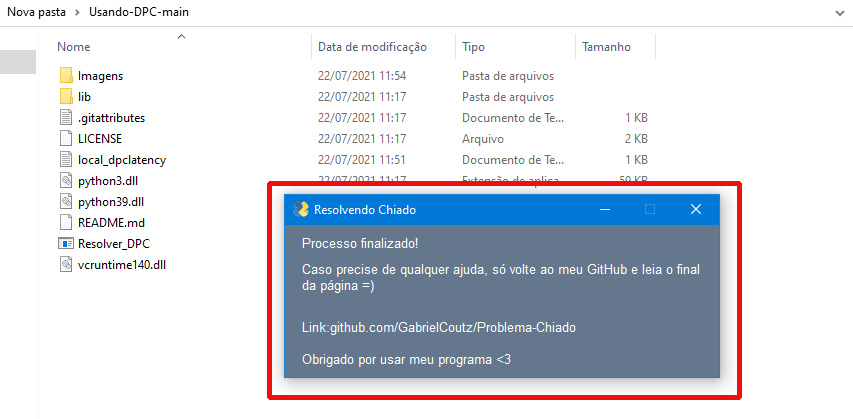 Nova pasta > Usando-DPC-main
Nome Data de modificação Tipo Tamanho
Imagens 22/07/2021 11:54 Pasta de arquivos
lib 22/07/2021 11:17 Pasta de arquivos
.gitattributes 22/07/2021 11:17 Documento de Te... 1 KB
LICENSE 22/07/2021 11:17 Arquivo 2 KB
local_dpclatency 22/07/2021 11:51 Documento de Te... 1 KB
python3.dll 22/07/2021 11:17 Extensão de aplica... 59 KB
python39.dll
README.md
Resolver_DPC
vcruntime140.dll
Resolvendo Chiado
Processo finalizado!
Caso precise de qualquer ajuda, só volte ao meu GitHub e leia o final
da página =)
Link:github.com/GabrielCoutz/Problema-Chiado
Obrigado por usar meu programa <3